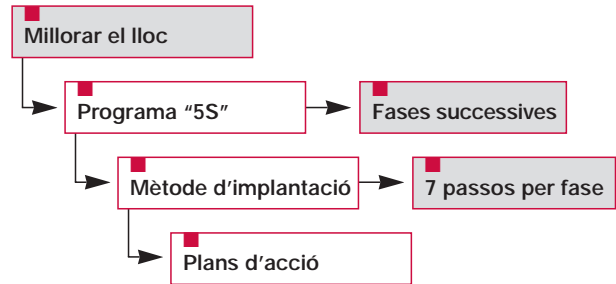 Millorar el lloc
Programa “5S”
Fases successives
Mètode d'implantació
7 passos per fase
Plans d'acció